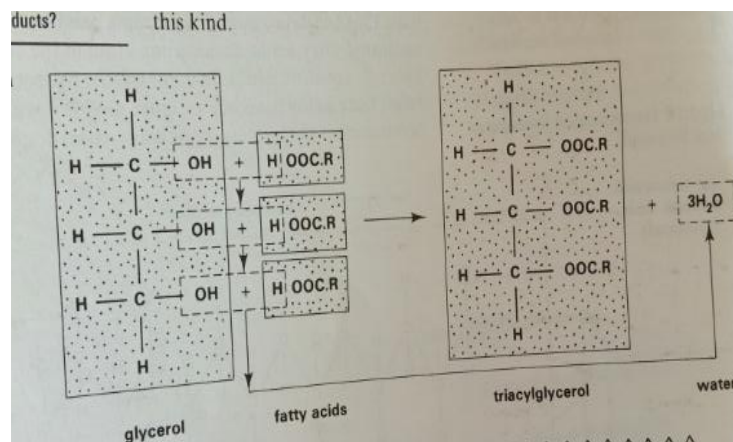 ducts? this kind.
H H
H — C — OH + H OOC.R H — C — OOC.R
H — C — OH + H OOC.R → H — C — OOC.R + 3H₂O
H — C — OH + H OOC.R H — C — OOC.R
H H
glycerol fatty acids triacylglycerol water